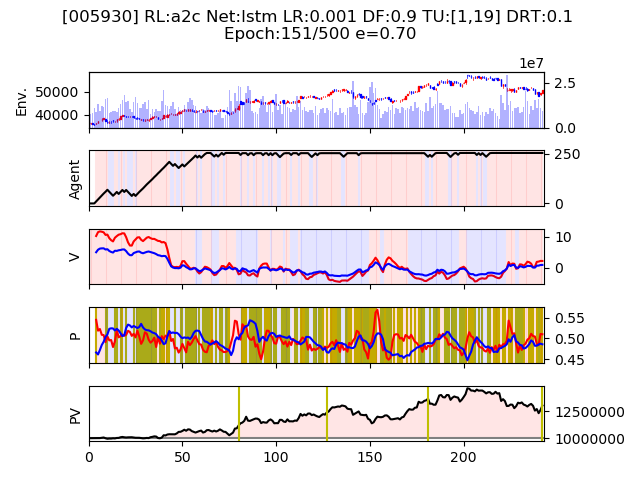 [005930] RL:a2c Net:lstm LR:0.001 DF:0.9 TU:[1,19] DRT:0.1
Epoch:151/500 e=0.70
1e7
Env.
50000
40000
2.5
0.0
Agent
250
0
V
10
0
P
0.55
0.50
0.45
PV
12500000
10000000
0
50
100
150
200